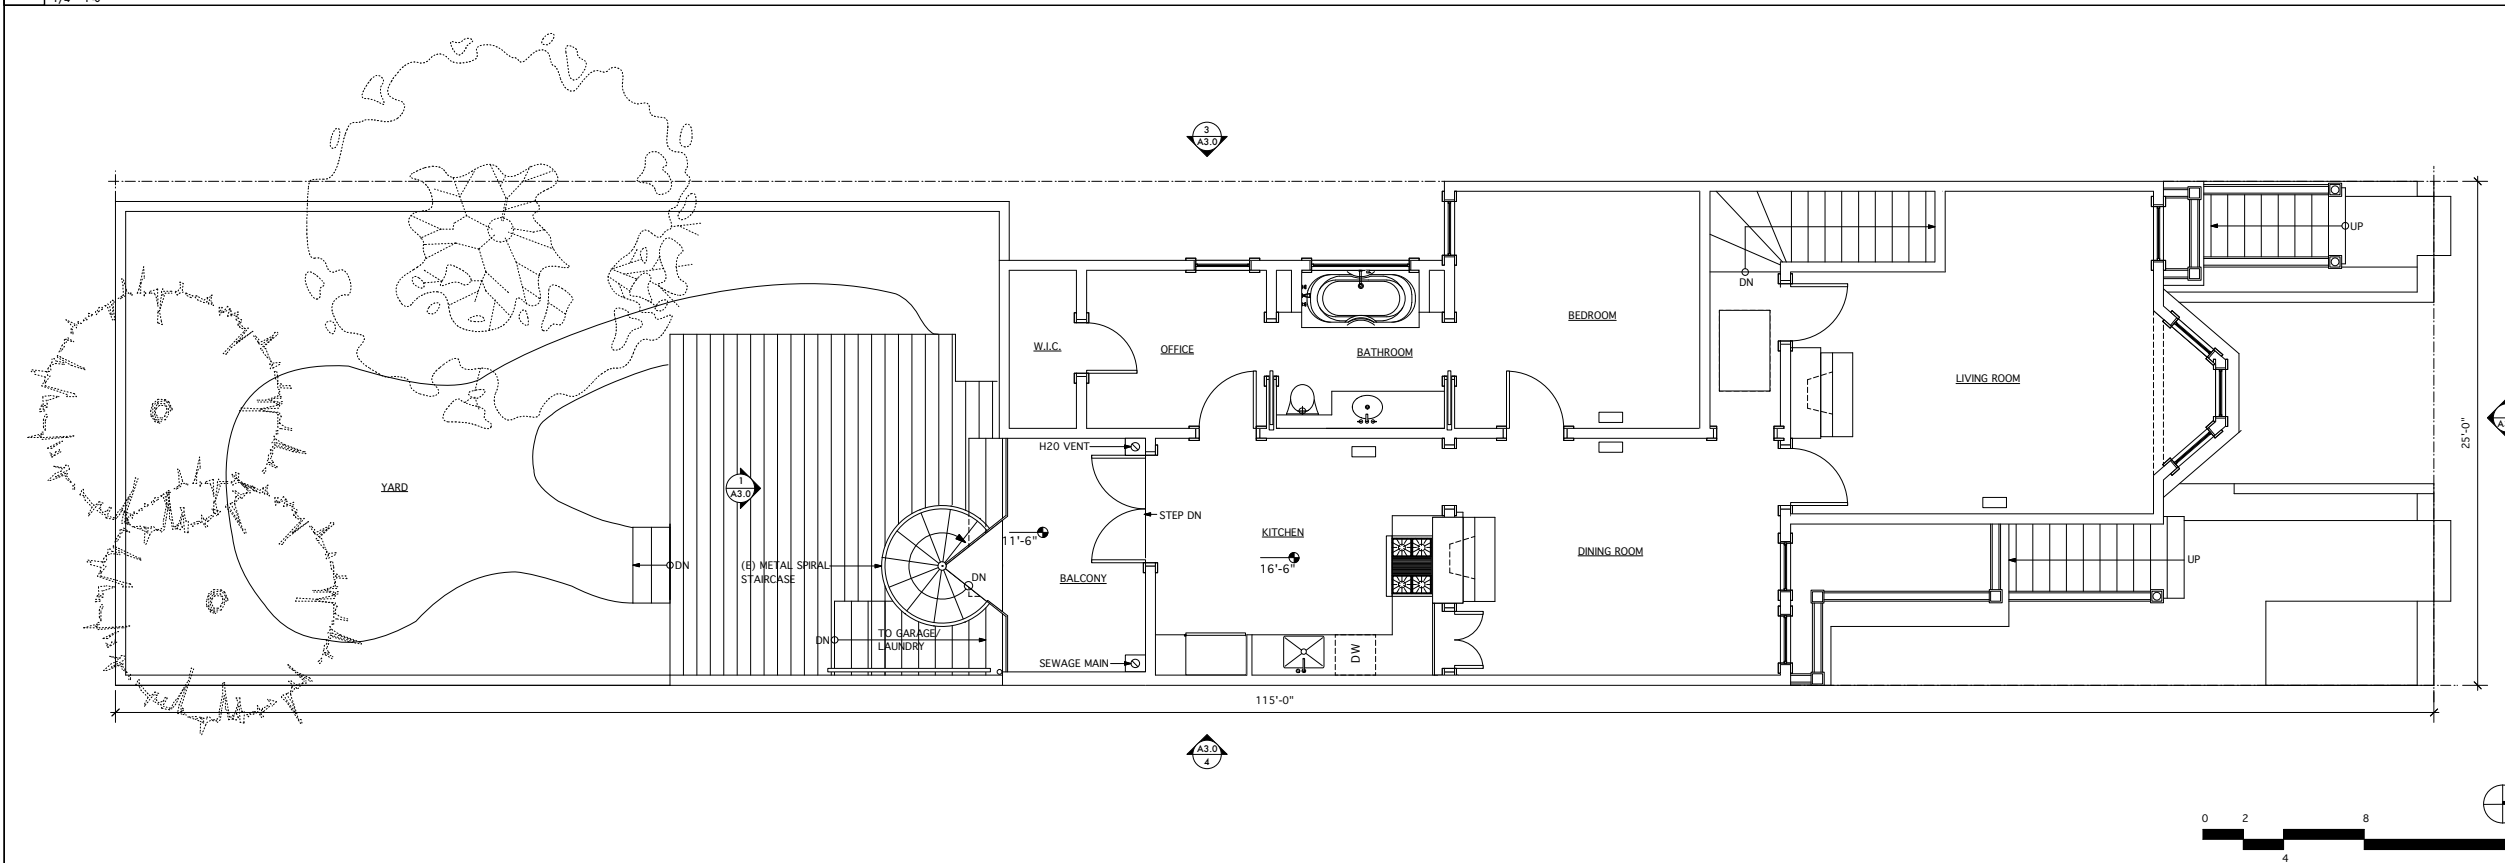 3
A3.0
UP
DN
BEDROOM
W.I.C.
OFFICE
BATHROOM
LIVING ROOM
25'-0"
H20 VENT
YARD
1
A3.0
STEP DN
11'-6"
KITCHEN
16'-6"
DINING ROOM
UP
DN
(E) METAL SPIRAL
STAIRCASE
DN
BALCONY
DN
TO GARAGE/
LAUNDRY
SEWAGE MAIN
DW
115'-0"
A3.0
4
0 2 8
4